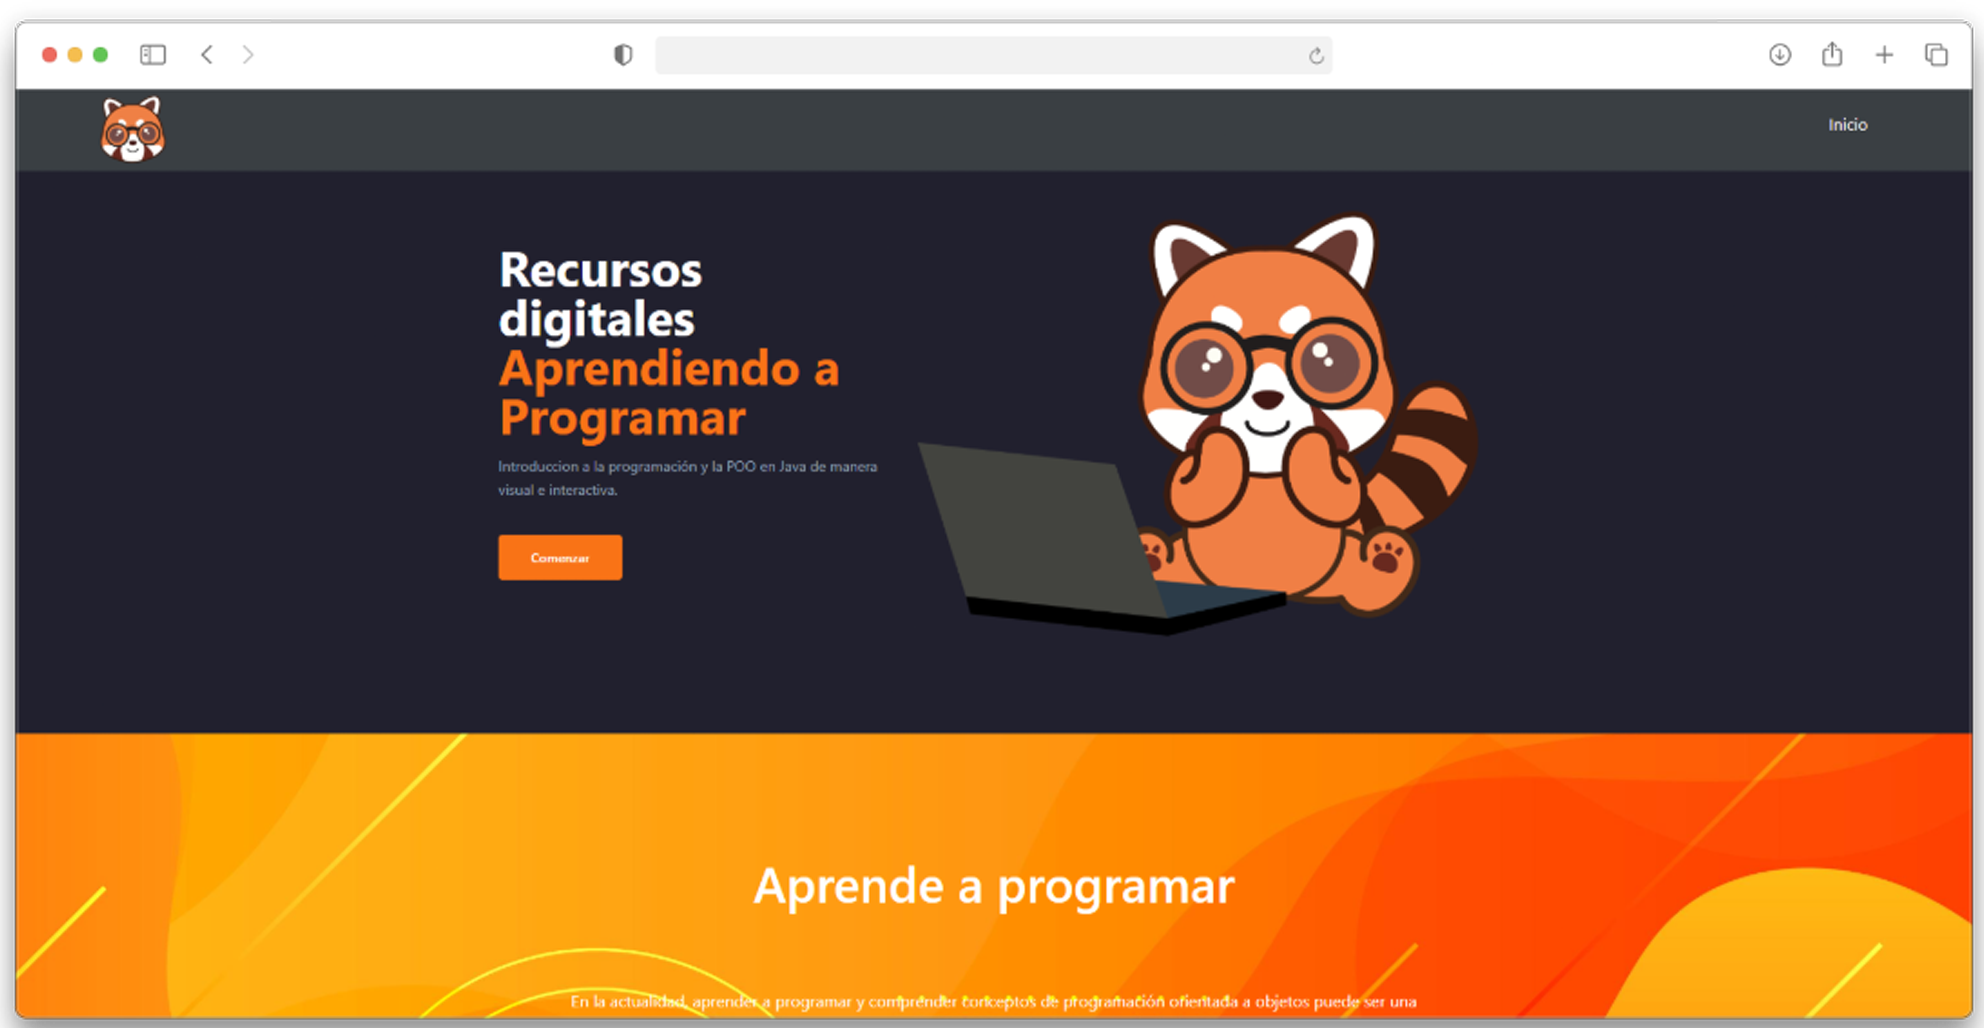 Inicio
Recursos
digitales
Aprendiendo a
Programar
Introduccion a la programación y la POO en Java de manera
visual e interactiva.
Comenzar
Aprende a programar
En la actualidad, aprender a programar y comprender conceptos de programación orientada a objetos puede ser una